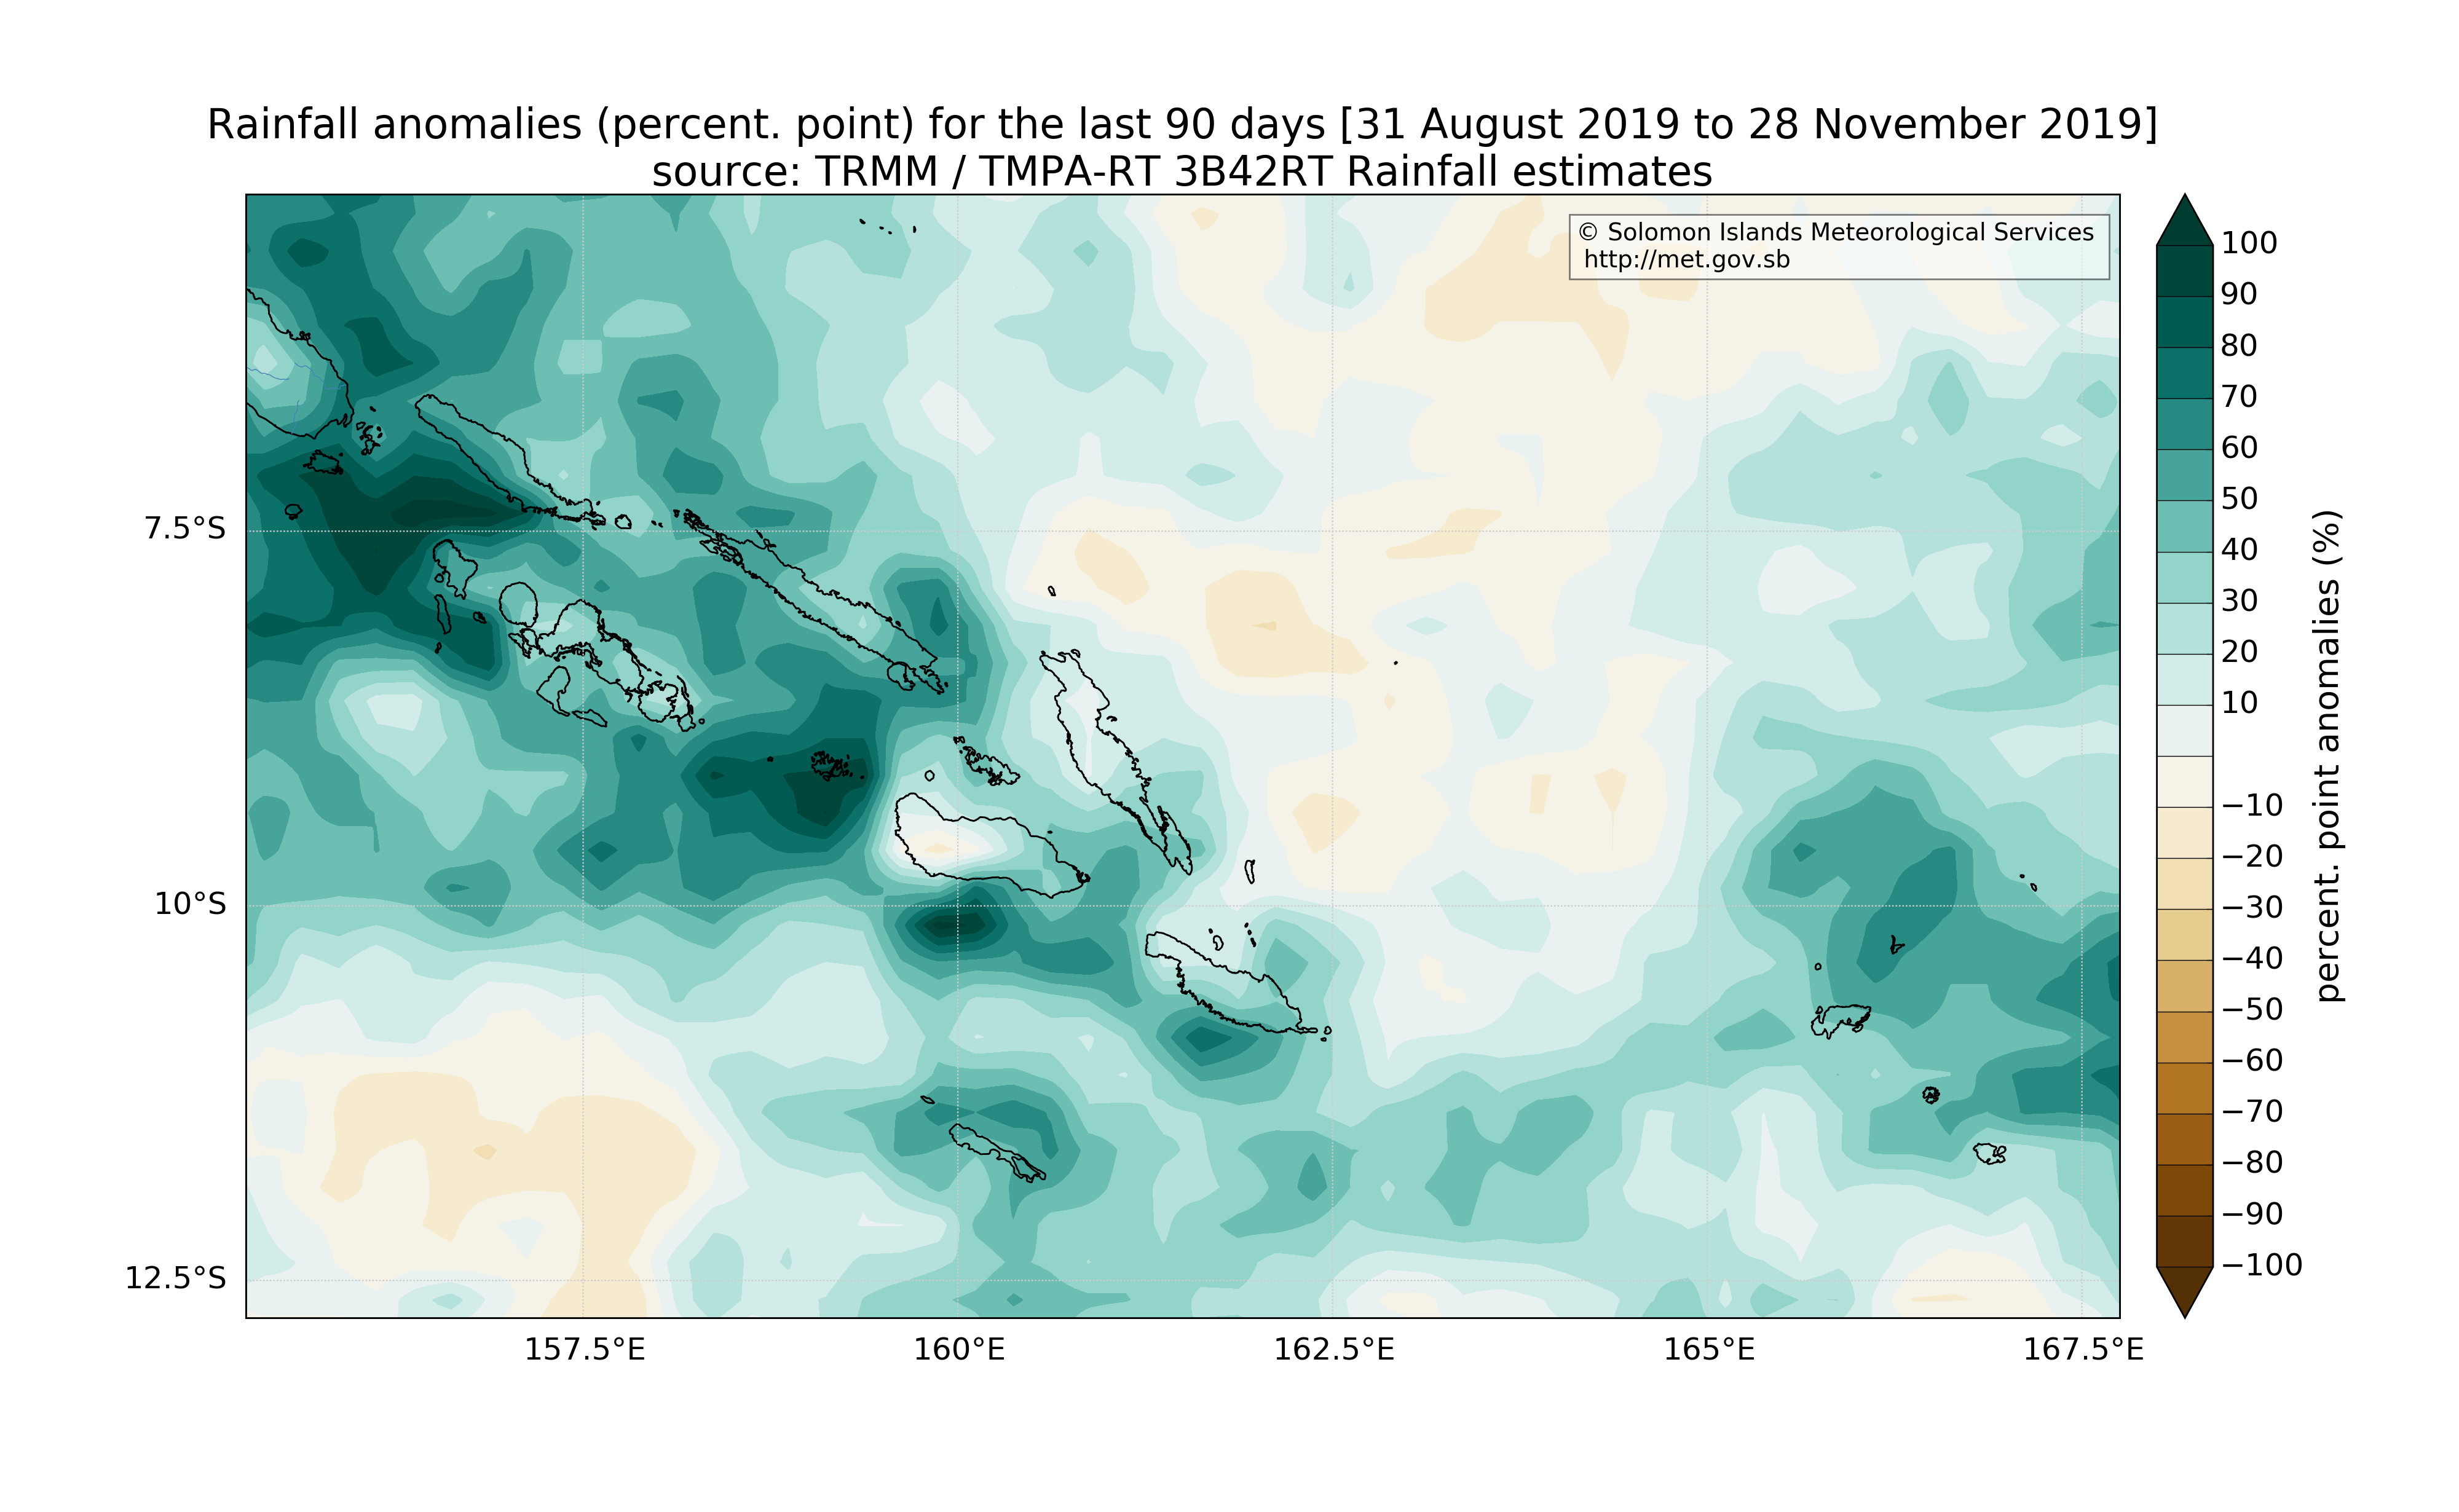 Rainfall anomalies (percent. point) for the last 90 days [31 August 2019 to 28 November 2019]
source: TRMM / TMPA-RT 3B42RT Rainfall estimates
© Solomon Islands Meteorological Services
http://met.gov.sb
7.5°S
10°S
12.5°S
157.5°E
160°E
162.5°E
165°E
167.5°E
100
90
80
70
60
50
40
30
20
10
−10
−20
−30
−40
−50
−60
−70
−80
−90
−100
percent. point anomalies (%)